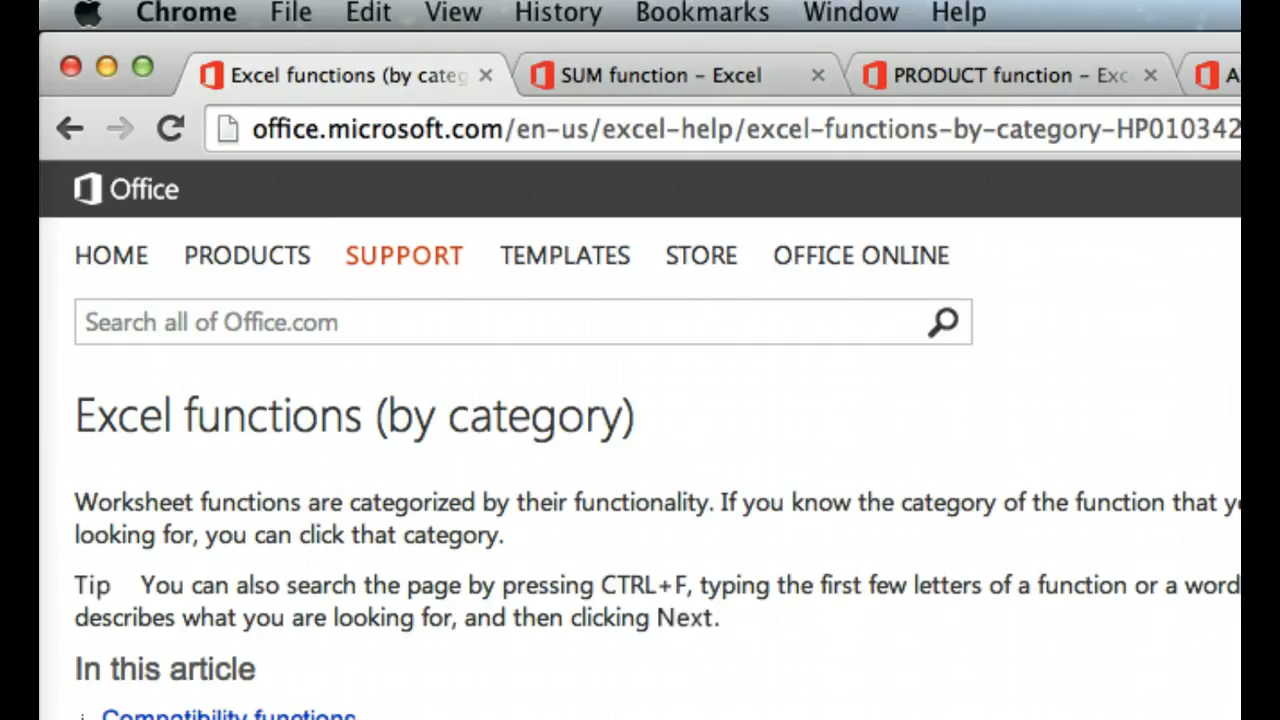 Chrome File Edit View History Bookmarks Window Help
Excel functions (by categ SUM function – Excel PRODUCT function – Exc A
office.microsoft.com/en-us/excel-help/excel-functions-by-category-HP010342
Office
HOME PRODUCTS SUPPORT TEMPLATES STORE OFFICE ONLINE
Search all of Office.com
Excel functions (by category)
Worksheet functions are categorized by their functionality. If you know the category of the function that y
looking for, you can click that category.
Tip You can also search the page by pressing CTRL+F, typing the first few letters of a function or a word
describes what you are looking for, and then clicking Next.
In this article
Compatibility functions